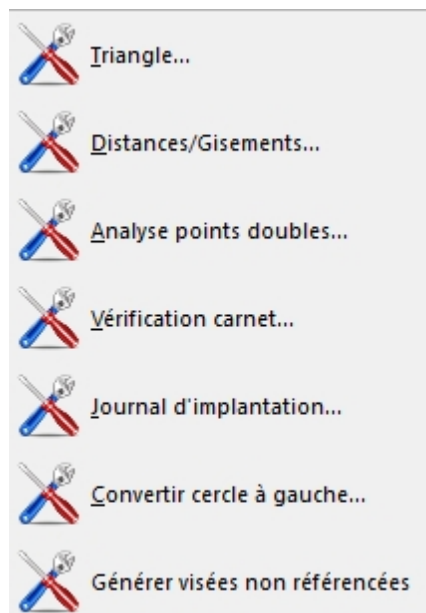 Triangle...
Distances/Gisements...
Analyse points doubles...
Vérification carnet...
Journal d'implantation...
Convertir cercle à gauche...
Générer visées non référencées